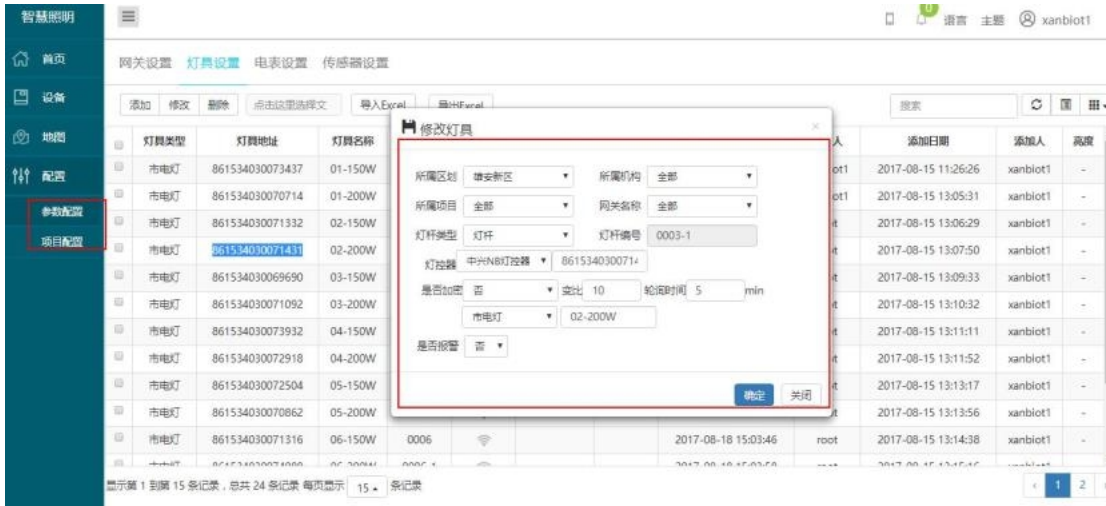 智慧照明
0
语言 主题 xanbiot1
首页
设备
地图
配置
参数配置
项目配置
网关设置 灯具设置 电表设置 传感器设置
添加 修改 删除 点击这里选择文 导入Excel 导出Excel 搜索
灯具类型 灯具地址 灯具名称 人 添加日期 添加人 亮度
市电灯 861534030073437 01-150W ot1 2017-08-15 11:26:26 xanbiot1 -
市电灯 861534030070714 01-200W ot1 2017-08-15 13:05:31 xanbiot1 -
市电灯 861534030071332 02-150W 2017-08-15 13:06:29 xanbiot1 -
市电灯 861534030071431 02-200W 2017-08-15 13:07:50 xanbiot1 -
市电灯 861534030069690 03-150W 2017-08-15 13:09:33 xanbiot1 -
市电灯 861534030071092 03-200W 2017-08-15 13:10:32 xanbiot1 -
市电灯 861534030073932 04-150W 2017-08-15 13:11:11 xanbiot1 -
市电灯 861534030072918 04-200W 2017-08-15 13:11:52 xanbiot1 -
市电灯 861534030072504 05-150W 2017-08-15 13:13:17 xanbiot1 -
市电灯 861534030070862 05-200W 2017-08-15 13:13:56 xanbiot1 -
市电灯 861534030071316 06-150W 0006 2017-08-18 15:03:46 root 2017-08-15 13:14:38 xanbiot1 -
显示第 1 到第 15 条记录，总共 24 条记录 每页显示 15 条记录
‹ 1 2
修改灯具 ×
所属区划 雄安新区 所属机构 全部
所属项目 全部 网关名称 全部
灯杆类型 灯杆 灯杆编号 0003-1
灯控器 中兴NB灯控器 8615340300714
是否加密 否 变比 10 轮询时间 5 min
市电灯 02-200W
是否报警 否
确定 关闭